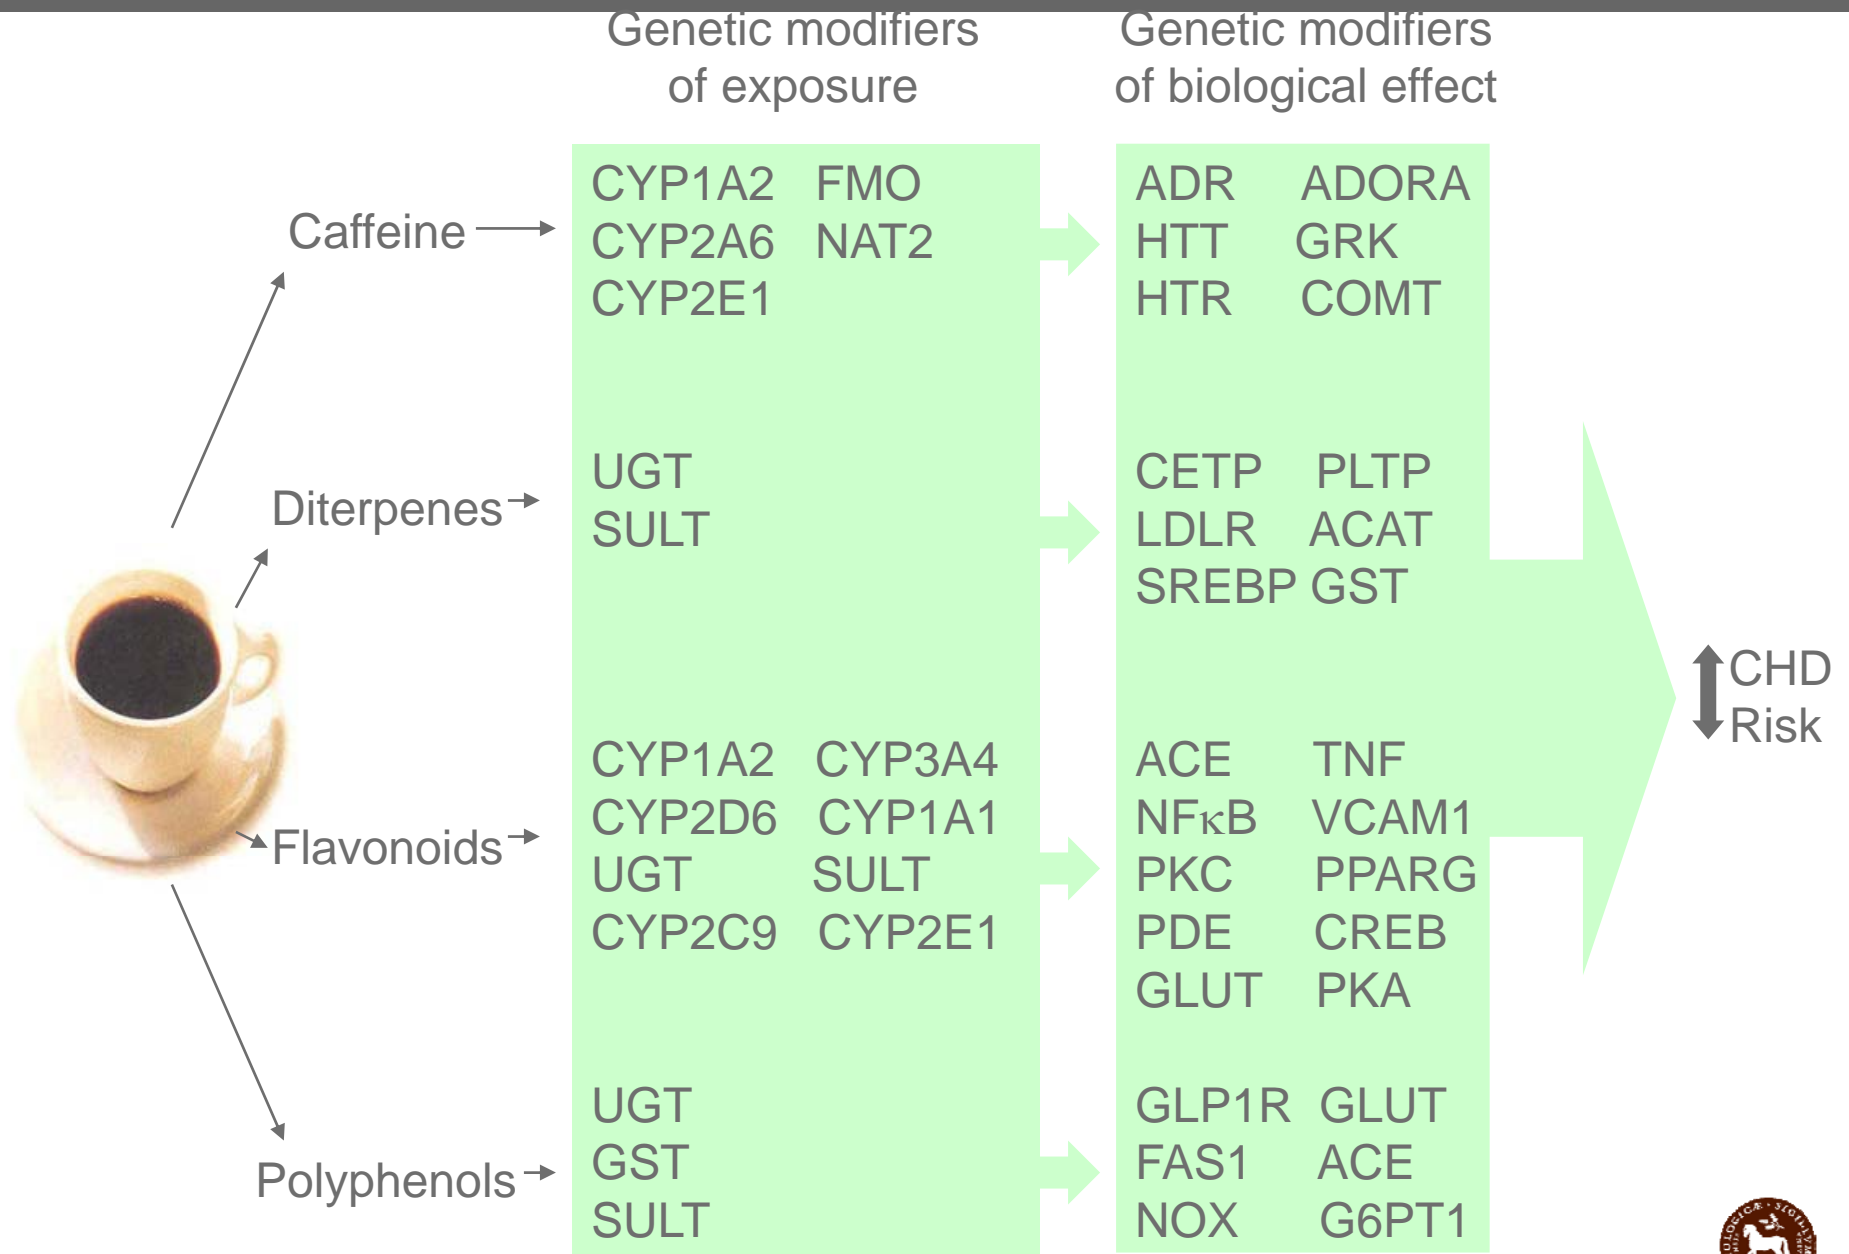 Genetic modifiers
of exposure
Genetic modifiers
of biological effect
Caffeine
CYP1A2 FMO
CYP2A6 NAT2
CYP2E1
ADR ADORA
HTT GRK
HTR COMT
Diterpenes
UGT
SULT
CETP PLTP
LDLR ACAT
SREBP GST
CHD
Risk
Flavonoids
CYP1A2 CYP3A4
CYP2D6 CYP1A1
UGT SULT
CYP2C9 CYP2E1
ACE TNF
NFκB VCAM1
PKC PPARG
PDE CREB
GLUT PKA
Polyphenols
UGT
GST
SULT
GLP1R GLUT
FAS1 ACE
NOX G6PT1